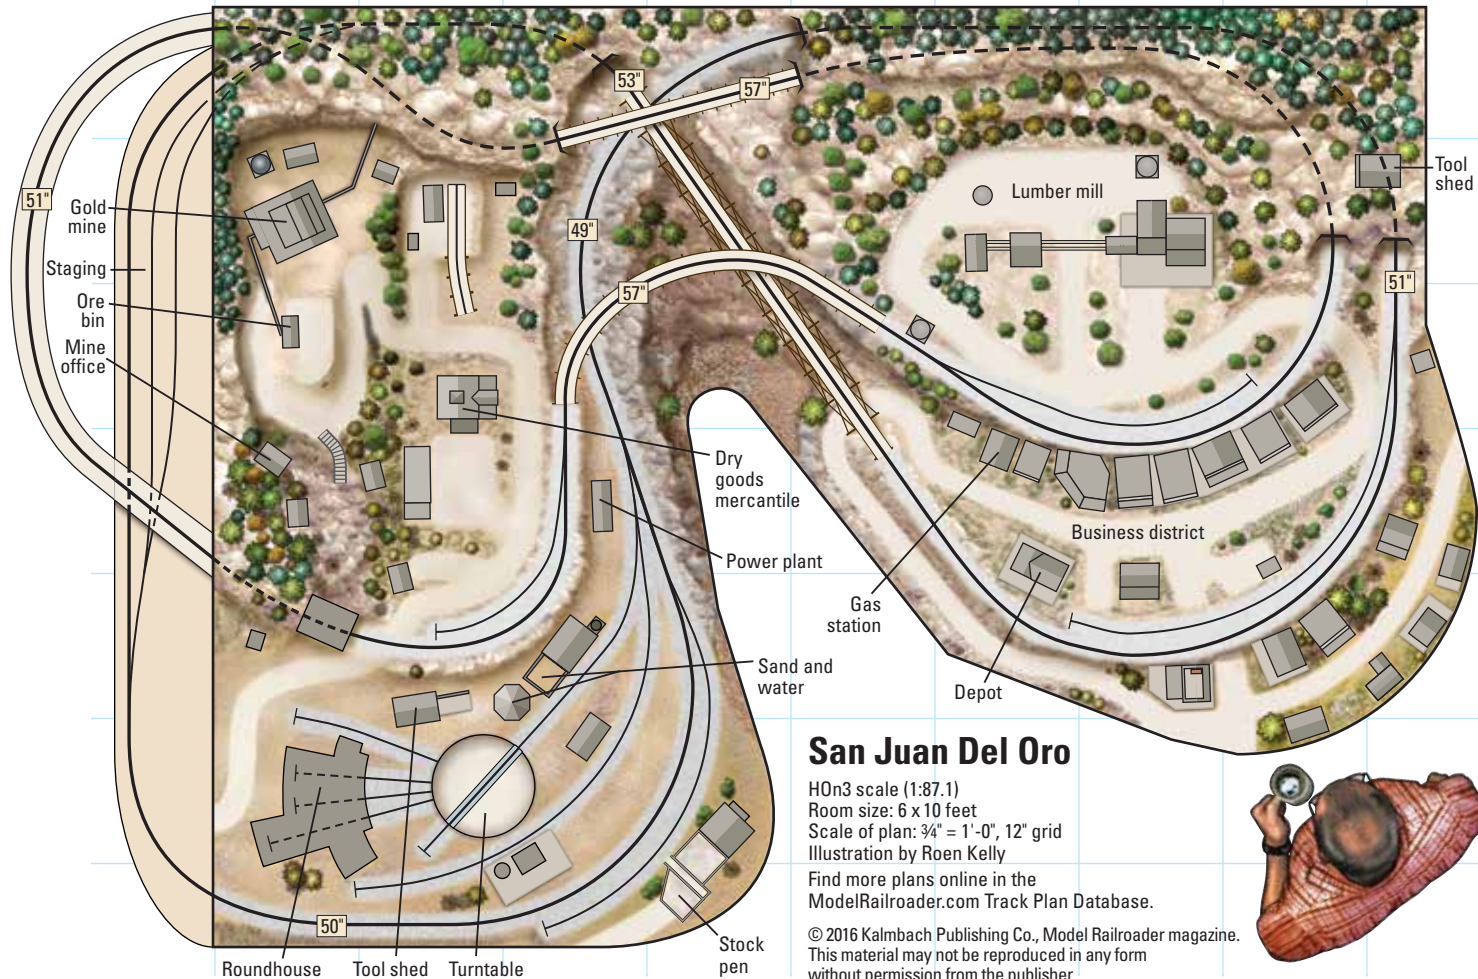 53"
57"
51"
Gold
mine
Staging
Ore
bin
Mine
office
49"
57"
Lumber mill
Tool
shed
51"
Dry
goods
mercantile
Power plant
Business district
Gas
station
Depot
Sand and
water
50"
Roundhouse
Tool shed
Turntable
Stock
pen
San Juan Del Oro
HOn3 scale (1:87.1)
Room size: 6 x 10 feet
Scale of plan: ¾" = 1'-0", 12" grid
Illustration by Roen Kelly
Find more plans online in the
ModelRailroader.com Track Plan Database.
© 2016 Kalmbach Publishing Co., Model Railroader magazine.
This material may not be reproduced in any form
without permission from the publisher